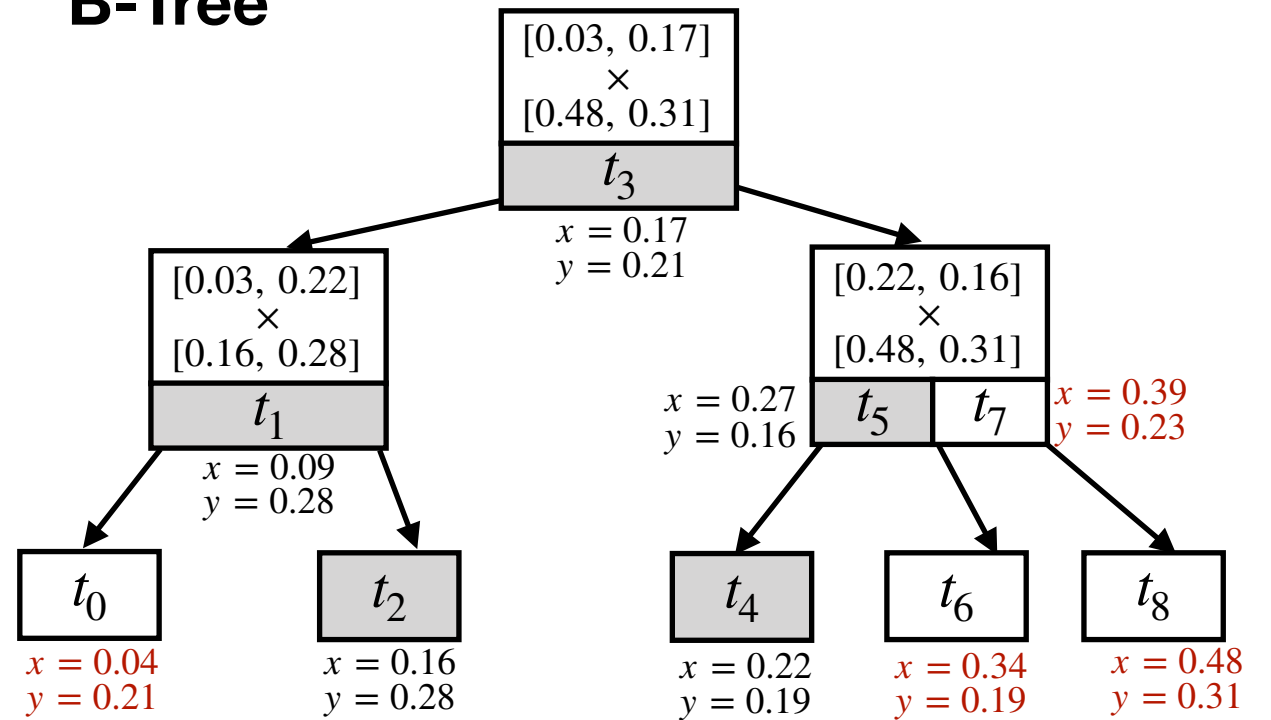 B-Tree
[0.03, 0.17]
×
[0.48, 0.31]
t₃
x = 0.17
y = 0.21
[0.03, 0.22]
×
[0.16, 0.28]
t₁
x = 0.09
y = 0.28
[0.22, 0.16]
×
[0.48, 0.31]
x = 0.27
y = 0.16
t₅ t₇
x = 0.39
y = 0.23
t₀
x = 0.04
y = 0.21
t₂
x = 0.16
y = 0.28
t₄
x = 0.22
y = 0.19
t₆
x = 0.34
y = 0.19
t₈
x = 0.48
y = 0.31